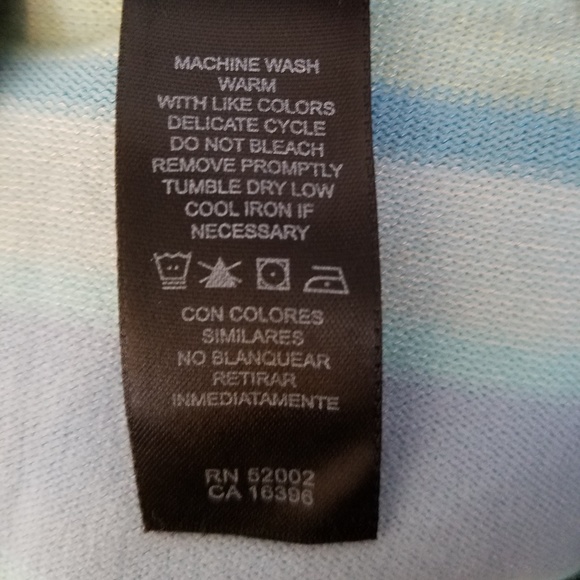 MACHINE WASH
WARM
WITH LIKE COLORS
DELICATE CYCLE
DO NOT BLEACH
REMOVE PROMPTLY
TUMBLE DRY LOW
COOL IRON IF
NECESSARY
CON COLORES
SIMILARES
NO BLANQUEAR
RETIRAR
INMEDIATAMENTE
RN 52002
CA 16396